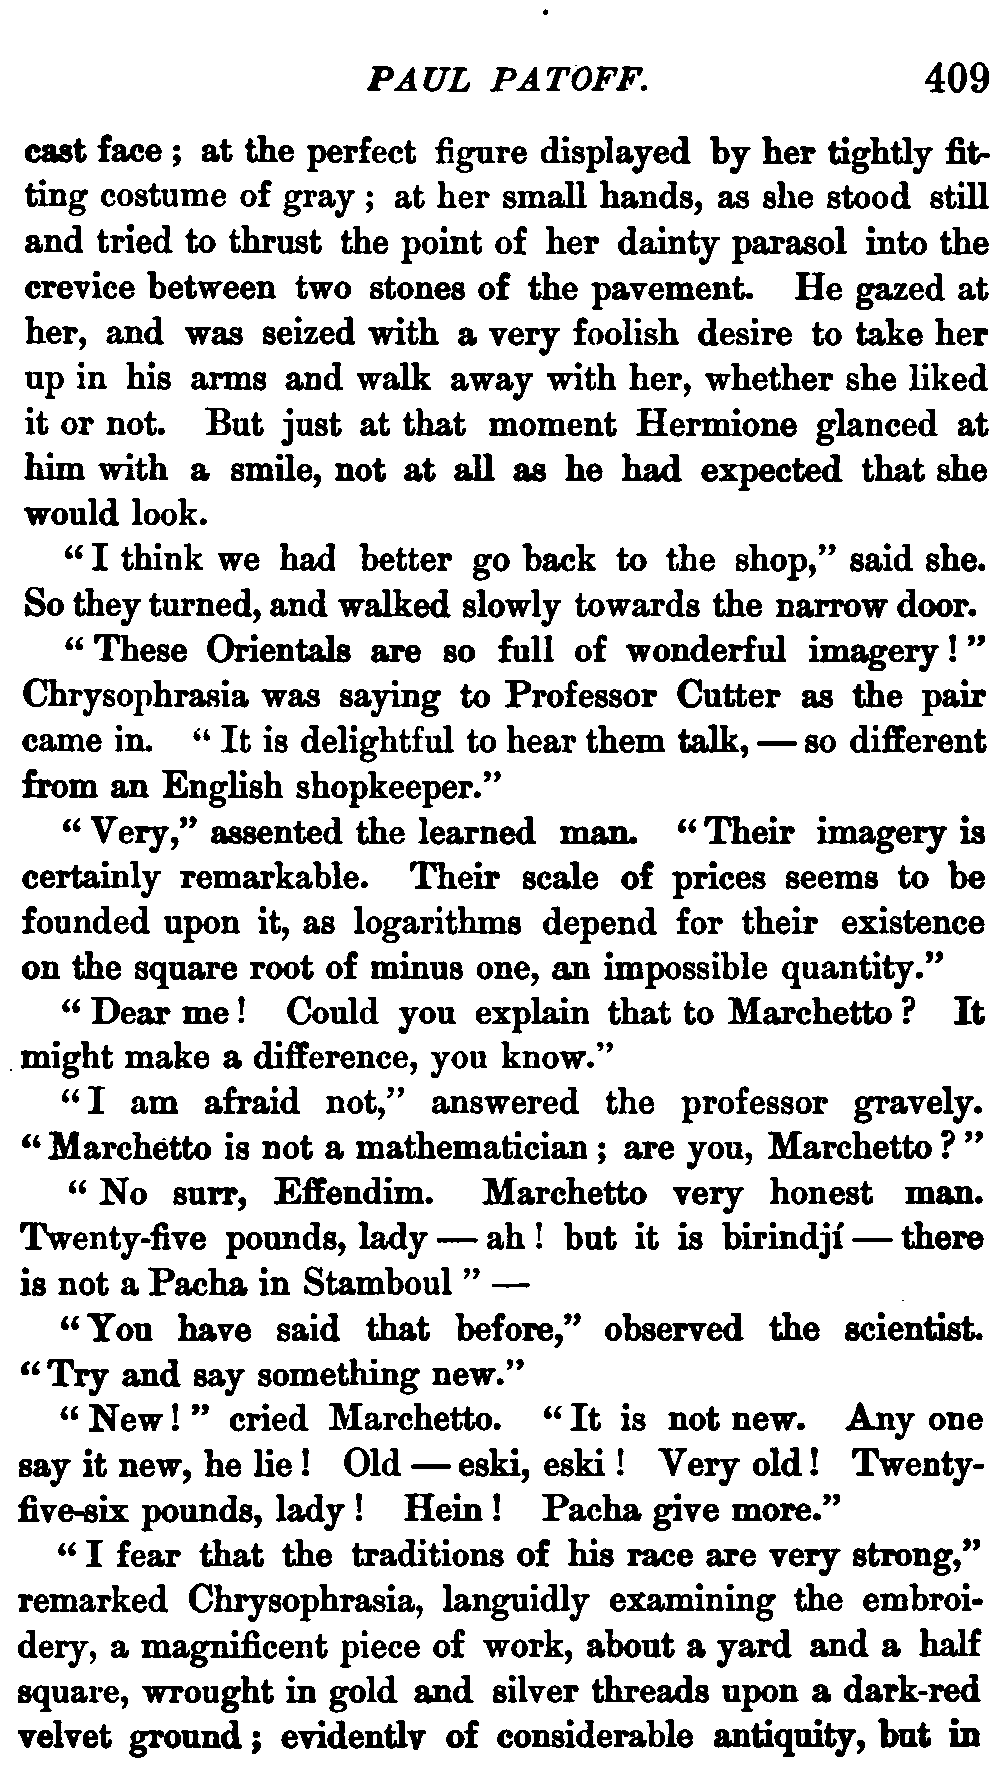 PAUL PATOFF. 409
cast face ; at the perfect figure displayed by her tightly fit-
ting costume of gray ; at her small hands, as she stood still
and tried to thrust the point of her dainty parasol into the
crevice between two stones of the pavement. He gazed at
her, and was seized with a very foolish desire to take her
up in his arms and walk away with her, whether she liked
it or not. But just at that moment Hermione glanced at
him with a smile, not at all as he had expected that she
would look.
“ I think we had better go back to the shop,” said she.
So they turned, and walked slowly towards the narrow door.
“ These Orientals are so full of wonderful imagery ! ”
Chrysophrasia was saying to Professor Cutter as the pair
came in. “ It is delightful to hear them talk, — so different
from an English shopkeeper.”
“ Very,” assented the learned man. “ Their imagery is
certainly remarkable. Their scale of prices seems to be
founded upon it, as logarithms depend for their existence
on the square root of minus one, an impossible quantity.”
“ Dear me ! Could you explain that to Marchetto ? It
might make a difference, you know.”
“ I am afraid not,” answered the professor gravely.
“ Marchetto is not a mathematician ; are you, Marchetto ? ”
“ No surr, Effendim. Marchetto very honest man.
Twenty-five pounds, lady — ah ! but it is birindjí — there
is not a Pacha in Stamboul ” —
“ You have said that before,” observed the scientist.
“ Try and say something new.”
“ New ! ” cried Marchetto. “ It is not new. Any one
say it new, he lie ! Old — eski, eski ! Very old ! Twenty-
five-six pounds, lady ! Hein ! Pacha give more.”
“ I fear that the traditions of his race are very strong,”
remarked Chrysophrasia, languidly examining the embroi-
dery, a magnificent piece of work, about a yard and a half
square, wrought in gold and silver threads upon a dark-red
velvet ground ; evidently of considerable antiquity, but in